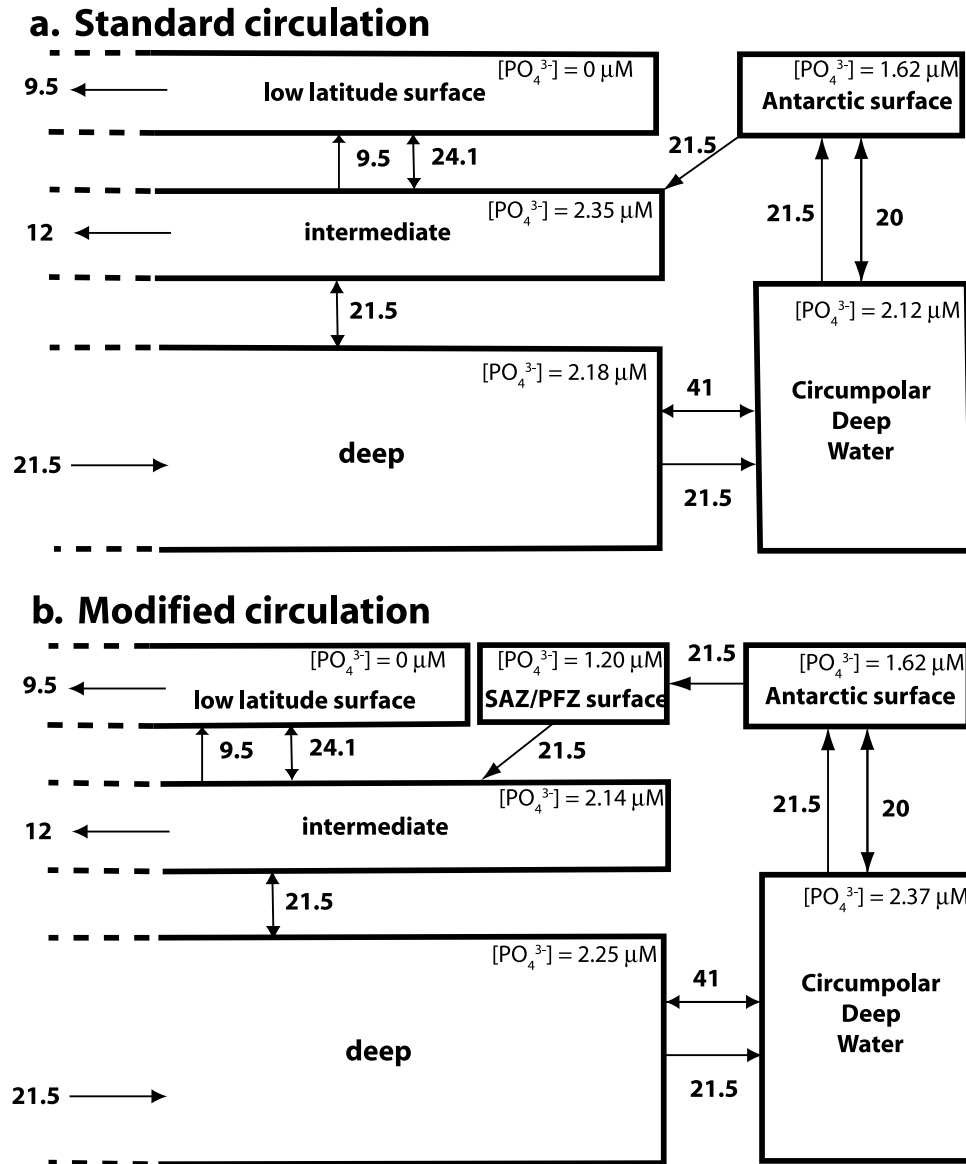 a. Standard circulation
[PO₄³⁻] = 0 μM
low latitude surface
9.5
[PO₄³⁻] = 1.62 μM
Antarctic surface
9.5
24.1
21.5
[PO₄³⁻] = 2.35 μM
intermediate
12
21.5
20
21.5
[PO₄³⁻] = 2.12 μM
Circumpolar
Deep
Water
[PO₄³⁻] = 2.18 μM
deep
41
21.5
21.5
b. Modified circulation
[PO₄³⁻] = 0 μM
low latitude surface
9.5
[PO₄³⁻] = 1.20 μM
SAZ/PFZ surface
21.5
[PO₄³⁻] = 1.62 μM
Antarctic surface
9.5
24.1
21.5
[PO₄³⁻] = 2.14 μM
intermediate
12
21.5
20
21.5
[PO₄³⁻] = 2.37 μM
Circumpolar
Deep
Water
[PO₄³⁻] = 2.25 μM
deep
41
21.5
21.5